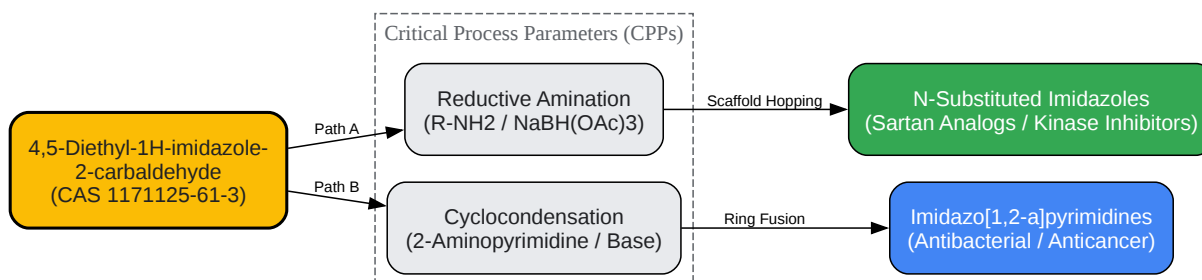 Critical Process Parameters (CPPs)
4,5-Diethyl-1H-imidazole-
2-carbaldehyde
(CAS 1171125-61-3)
Path A
Reductive Amination
(R-NH2 / NaBH(OAc)3)
Scaffold Hopping
N-Substituted Imidazoles
(Sartan Analogs / Kinase Inhibitors)
Path B
Cyclocondensation
(2-Aminopyrimidine / Base)
Ring Fusion
Imidazo[1,2-a]pyrimidines
(Antibacterial / Anticancer)